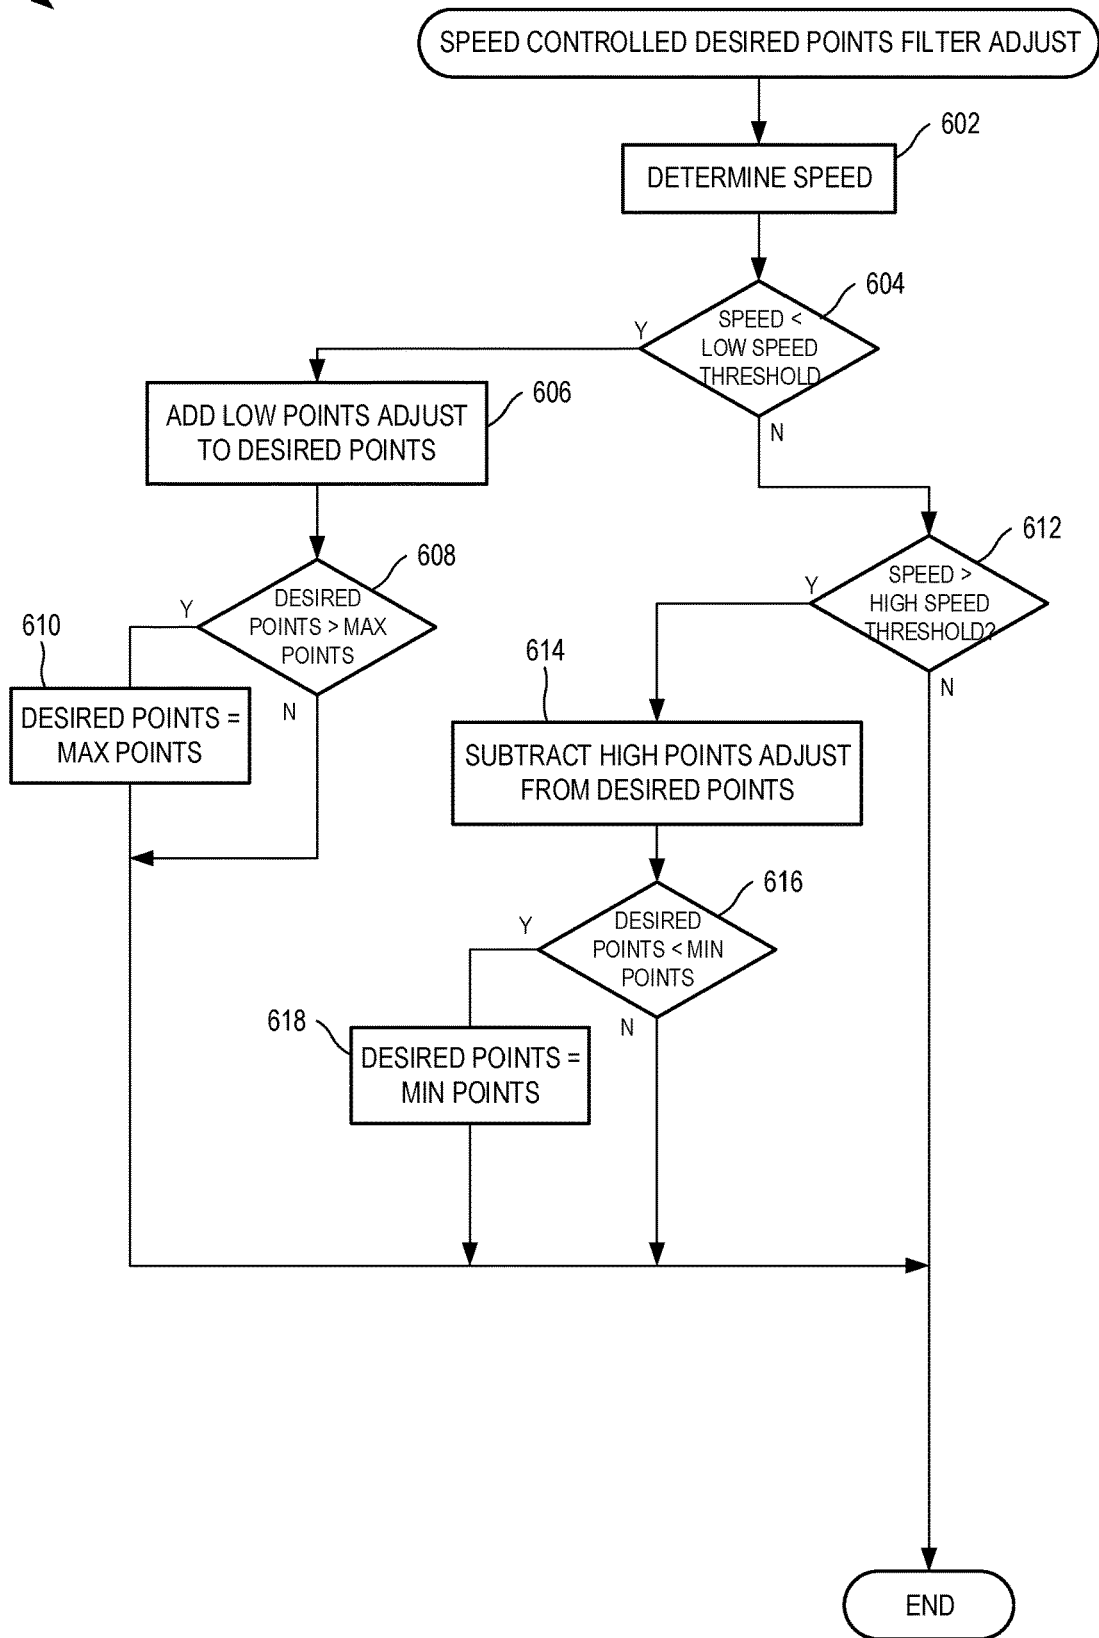 SPEED CONTROLLED DESIRED POINTS FILTER ADJUST
602
DETERMINE SPEED
604
SPEED <
LOW SPEED
THRESHOLD
Y
N
606
ADD LOW POINTS ADJUST
TO DESIRED POINTS
608
DESIRED
POINTS > MAX
POINTS
Y
N
610
DESIRED POINTS =
MAX POINTS
612
SPEED >
HIGH SPEED
THRESHOLD?
Y
N
614
SUBTRACT HIGH POINTS ADJUST
FROM DESIRED POINTS
616
DESIRED
POINTS < MIN
POINTS
Y
N
618
DESIRED POINTS =
MIN POINTS
END